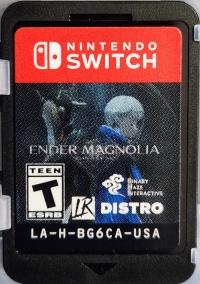 NINTENDO
SWITCH
ENDER MAGNOLIA
TEEN
T
ESRB
LR
BINARY
HAZE
INTERACTIVE
DISTRO
LA-H-BG6CA-USA